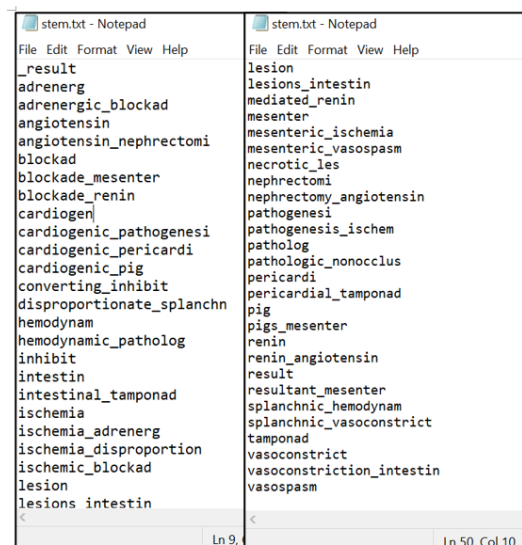 stem.txt - Notepad
File Edit Format View Help
_result
adrenerg
adrenergic_blockad
angiotensin
angiotensin_nephrectomi
blockad
blockade_mesenter
blockade_renin
cardiogen
cardiogenic_pathogenesi
cardiogenic_pericardi
cardiogenic_pig
converting_inhibit
disproportionate_splanchn
hemodynam
hemodynamic_patholog
inhibit
intestin
intestinal_tamponad
ischemia
ischemia_adrenerg
ischemia_disproportion
ischemic_blockad
lesion
lesions_intestin
Ln 9,
stem.txt - Notepad
File Edit Format View Help
lesion
lesions_intestin
mediated_renin
mesenter
mesenteric_ischemia
mesenteric_vasospasm
necrotic_les
nephrectomi
nephrectomy_angiotensin
pathogenesi
pathogenesis_ischem
patholog
pathologic_nonocclus
pericardi
pericardial_tamponad
pig
pigs_mesenter
renin
renin_angiotensin
result
resultant_mesenter
splanchnic_hemodynam
splanchnic_vasoconstrict
tamponad
vasoconstrict
vasoconstriction_intestin
vasospasm
Ln 50, Col 10